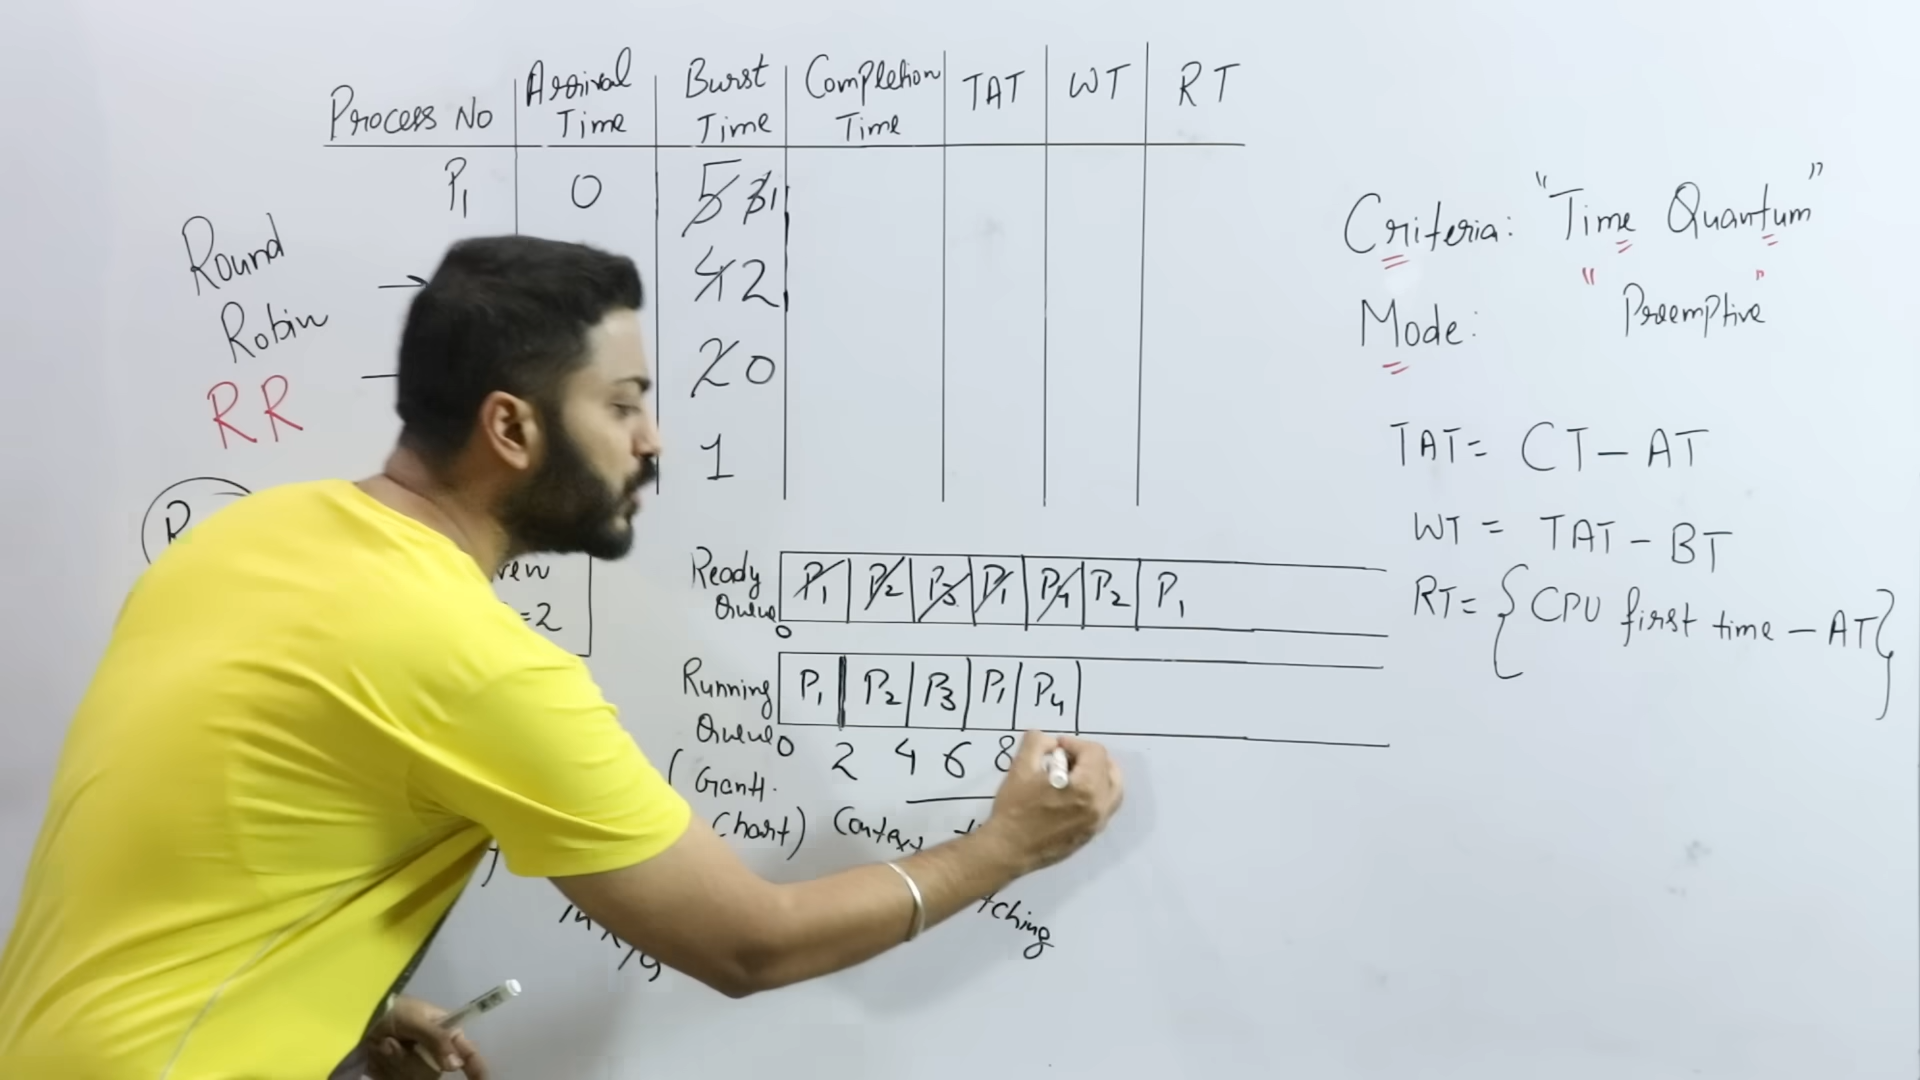 Process No Arrival Time Burst Time Completion Time TAT WT RT
P1 0 5 3 1
4 2
2 0
1
Round
Robin
RR
Criteria: "Time Quantum"
Mode: "Preemptive"
TAT = CT - AT
WT = TAT - BT
RT = {CPU first time - AT}
=2
Ready Queue P1 P2 P3 P1 P4 P2 P1
0
Running Queue P1 P2 P3 P1 P4
0 2 4 6 8
(Gantt Chart)
Context